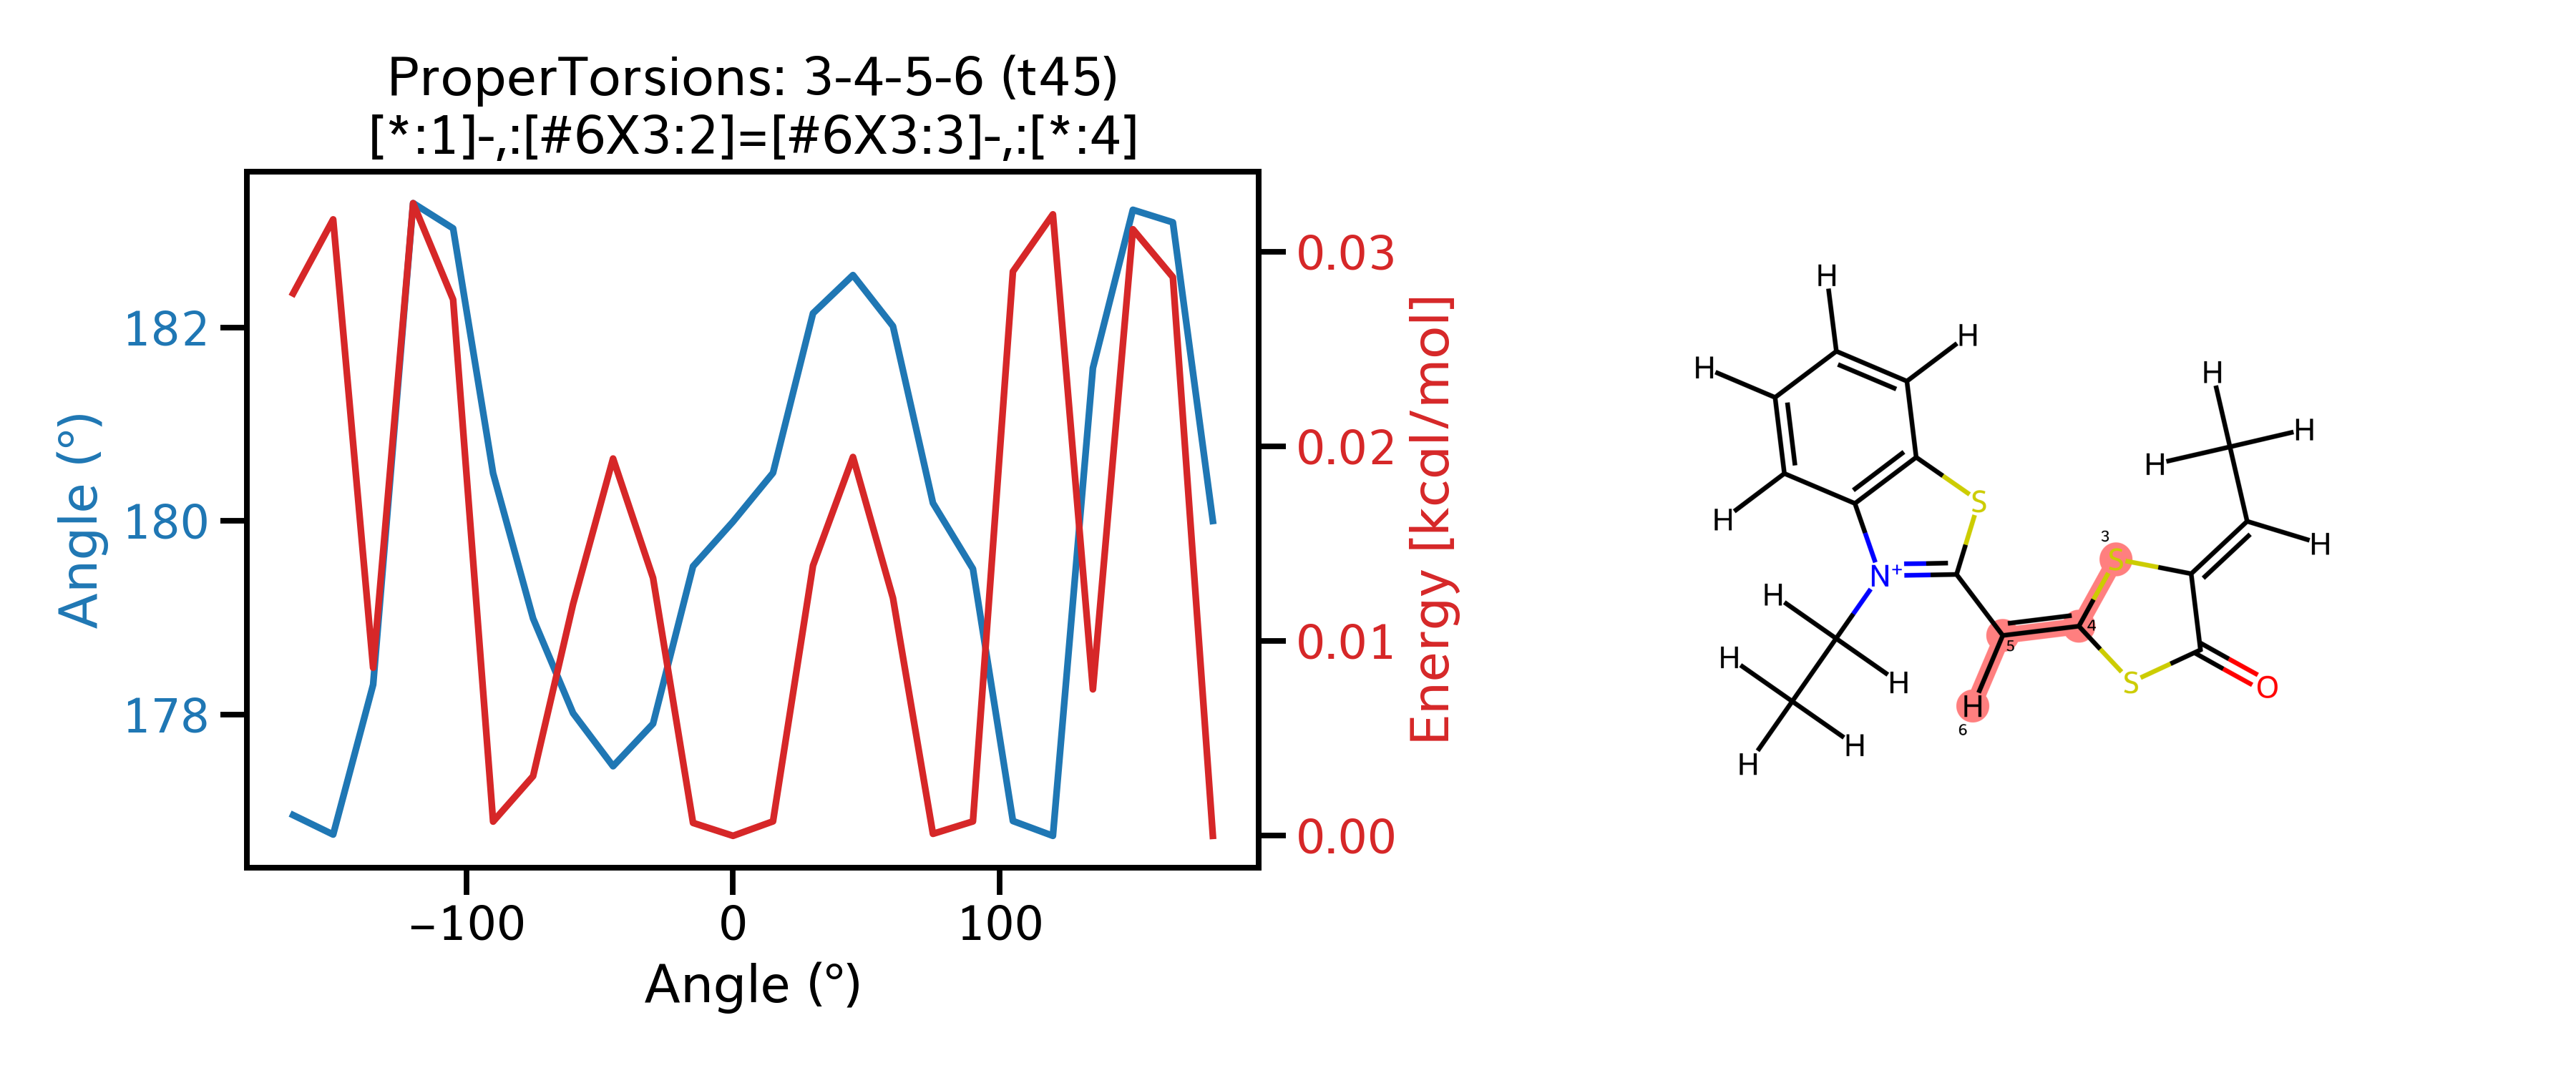 ProperTorsions: 3-4-5-6 (t45)
[*:1]-,:[#6X3:2]=[#6X3:3]-,:[*:4]
Angle (°)
182
180
178
0.03
0.02
0.01
0.00
Energy [kcal/mol]
−100
0
100
Angle (°)
H
H
H
H
H
H
H
S
H
3
S
H
N+
H
4
5
H
H
S
O
H
6
H
H